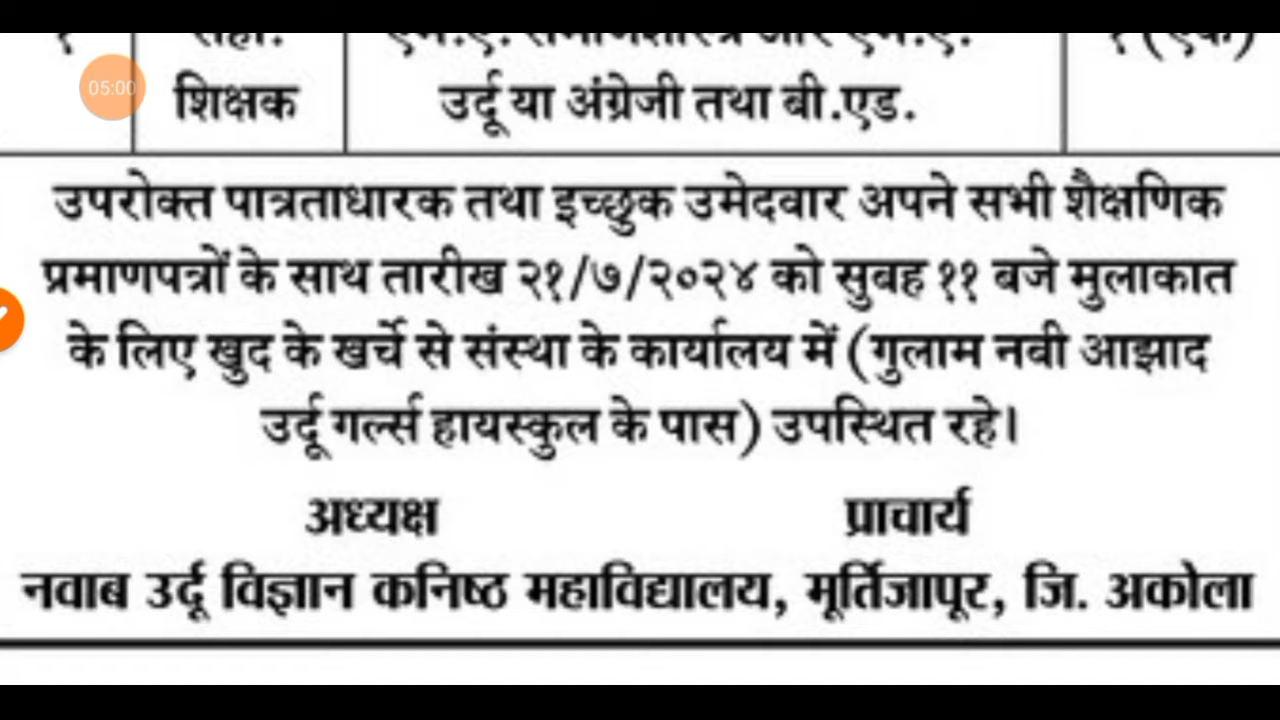 05:00
शिक्षक
उर्दू या अंग्रेजी तथा बी.एड.
उपरोक्त पात्रताधारक तथा इच्छुक उमेदवार अपने सभी शैक्षणिक
प्रमाणपत्रों के साथ तारीख २१/७/२०२४ को सुबह ११ बजे मुलाकात
के लिए खुद के खर्चे से संस्था के कार्यालय में (गुलाम नबी आझाद
उर्दू गर्ल्स हायस्कुल के पास) उपस्थित रहे।
अध्यक्ष प्राचार्य
नवाब उर्दू विज्ञान कनिष्ठ महाविद्यालय, मूर्तिजापूर, जि. अकोला